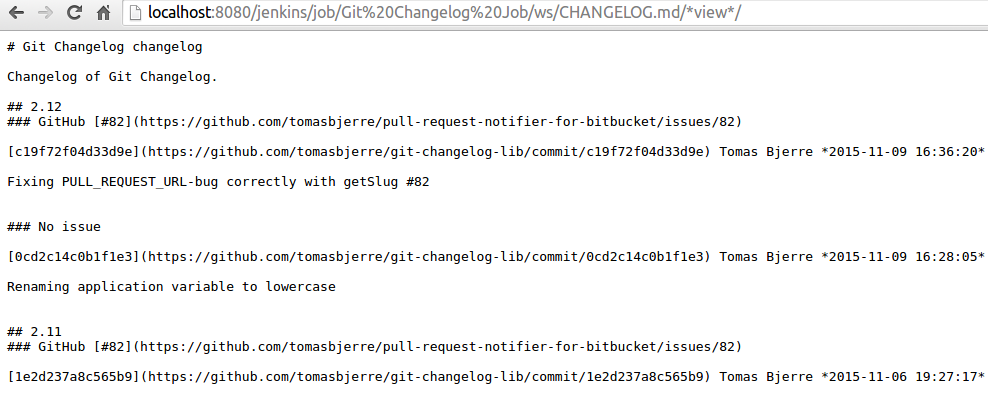 localhost:8080/jenkins/job/Git%20Changelog%20Job/ws/CHANGELOG.md/*view*/
# Git Changelog changelog
Changelog of Git Changelog.
## 2.12
### GitHub [#82](https://github.com/tomasbjerre/pull-request-notifier-for-bitbucket/issues/82)
[c19f72f04d33d9e](https://github.com/tomasbjerre/git-changelog-lib/commit/c19f72f04d33d9e) Tomas Bjerre *2015-11-09 16:36:20*
Fixing PULL_REQUEST_URL-bug correctly with getSlug #82
### No issue
[0cd2c14c0b1f1e3](https://github.com/tomasbjerre/git-changelog-lib/commit/0cd2c14c0b1f1e3) Tomas Bjerre *2015-11-09 16:28:05*
Renaming application variable to lowercase
## 2.11
### GitHub [#82](https://github.com/tomasbjerre/pull-request-notifier-for-bitbucket/issues/82)
[1e2d237a8c565b9](https://github.com/tomasbjerre/git-changelog-lib/commit/1e2d237a8c565b9) Tomas Bjerre *2015-11-06 19:27:17*